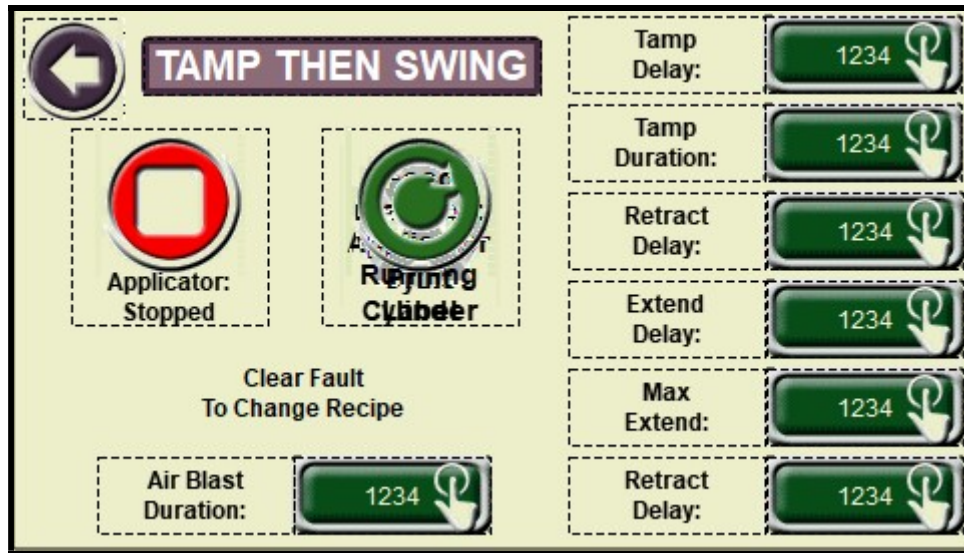 TAMP THEN SWING
Applicator:
Stopped
Clear Fault
To Change Recipe
Air Blast
Duration:
1234
Tamp
Delay:
1234
Tamp
Duration:
1234
Retract
Delay:
1234
Extend
Delay:
1234
Max
Extend:
1234
Retract
Delay:
1234